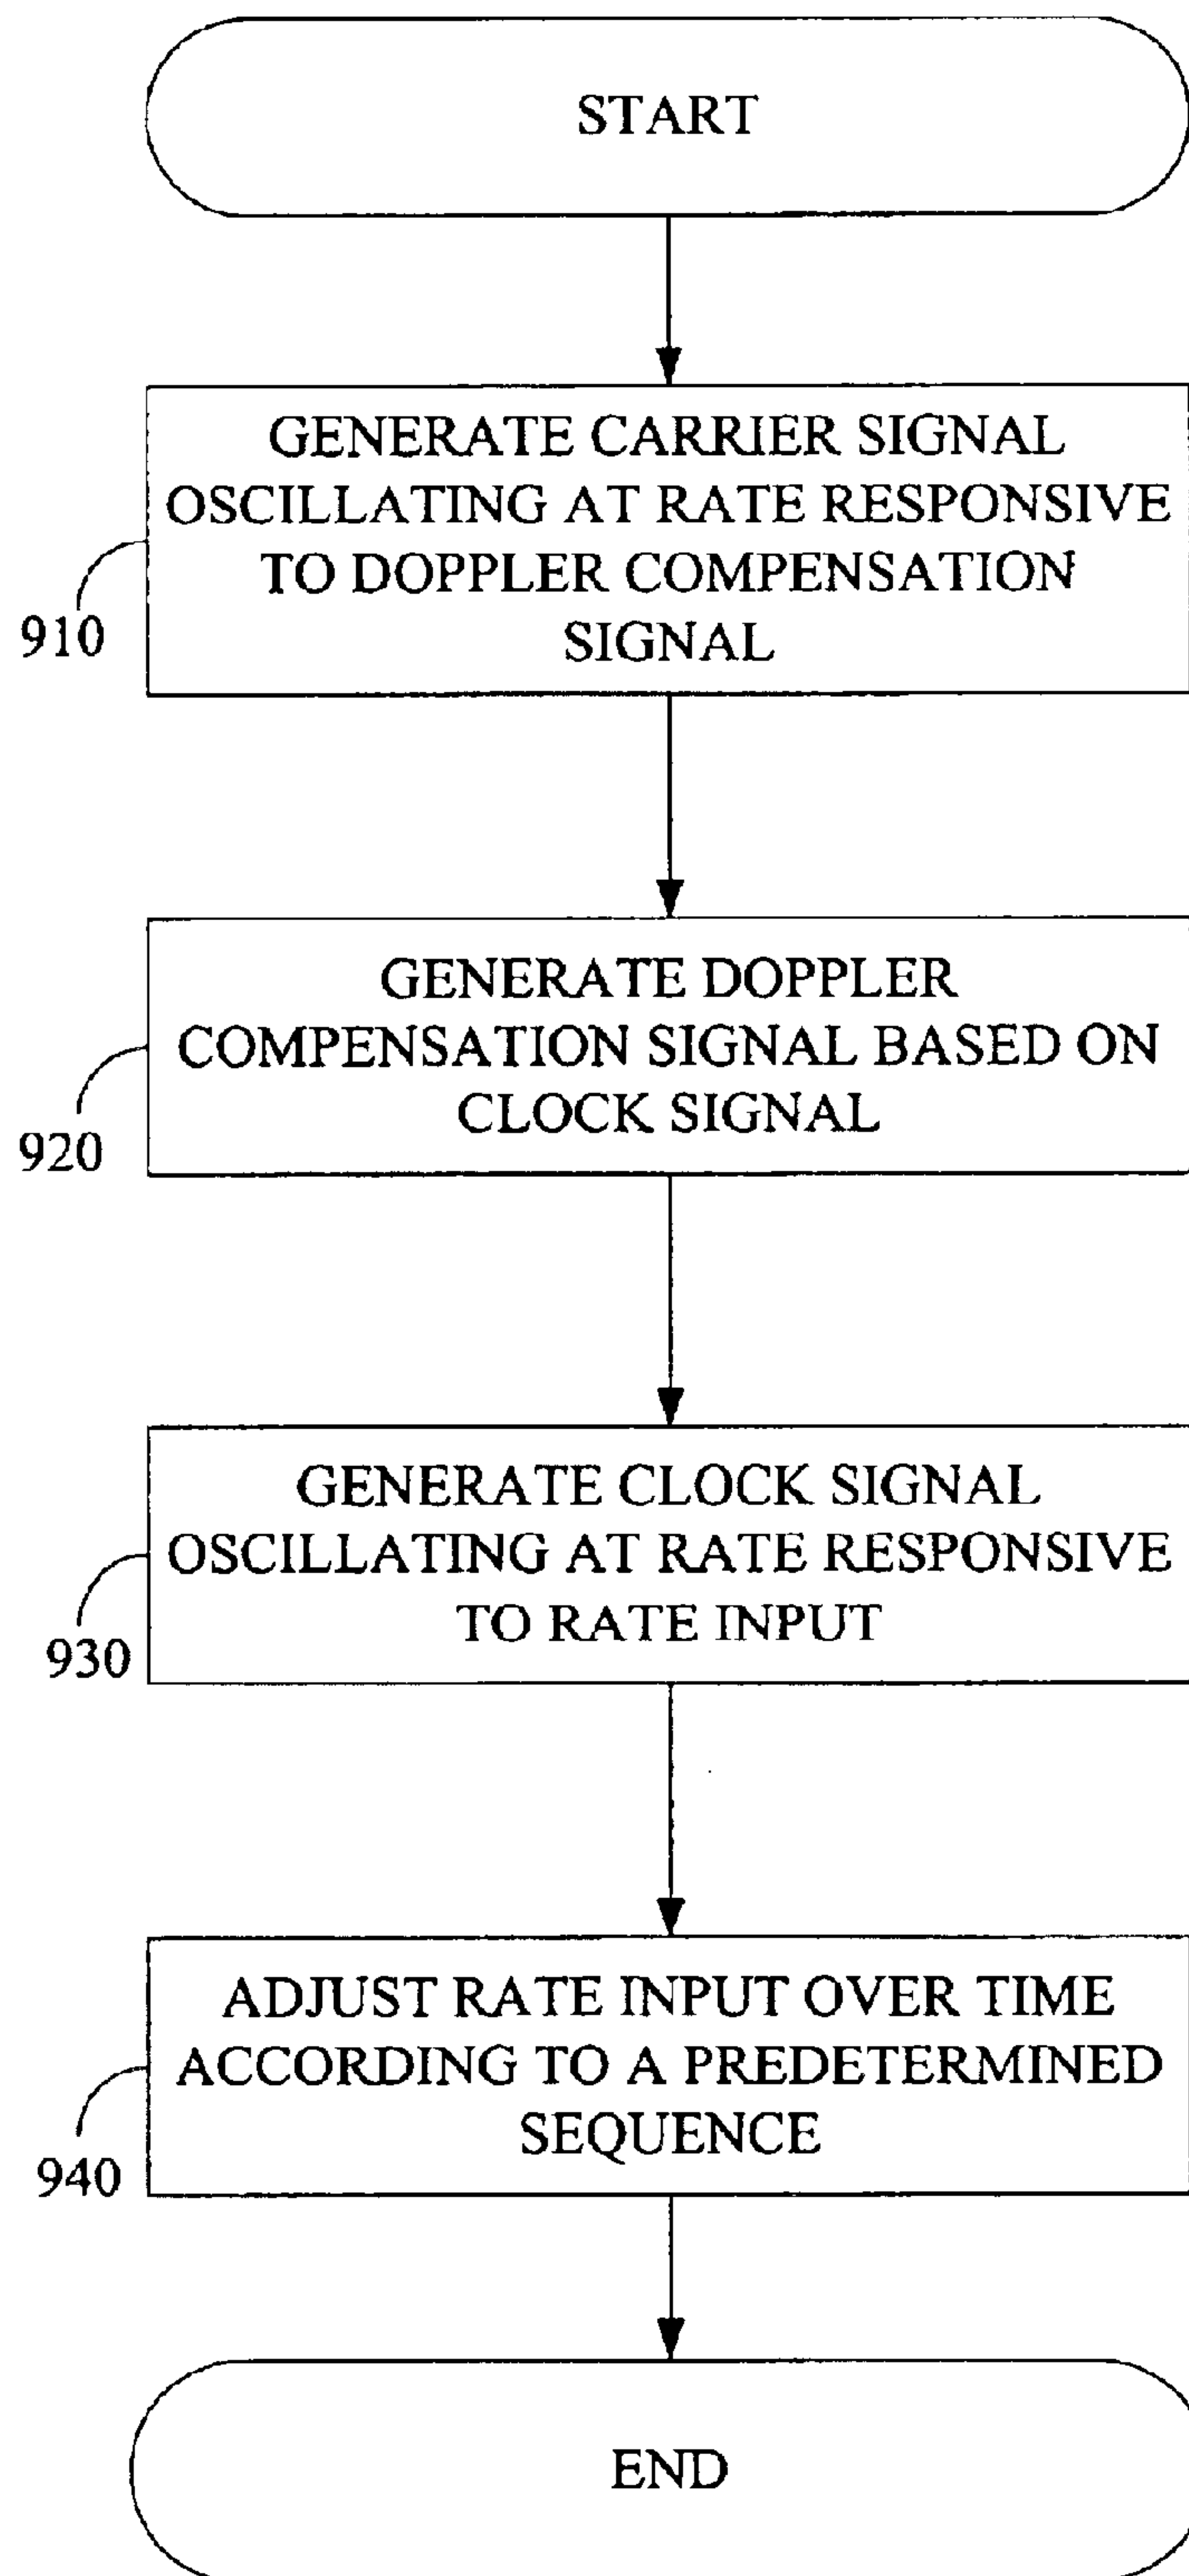 START
GENERATE CARRIER SIGNAL
OSCILLATING AT RATE RESPONSIVE
TO DOPPLER COMPENSATION
SIGNAL
910
GENERATE DOPPLER
COMPENSATION SIGNAL BASED ON
CLOCK SIGNAL
920
GENERATE CLOCK SIGNAL
OSCILLATING AT RATE RESPONSIVE
TO RATE INPUT
930
ADJUST RATE INPUT OVER TIME
ACCORDING TO A PREDETERMINED
SEQUENCE
940
END